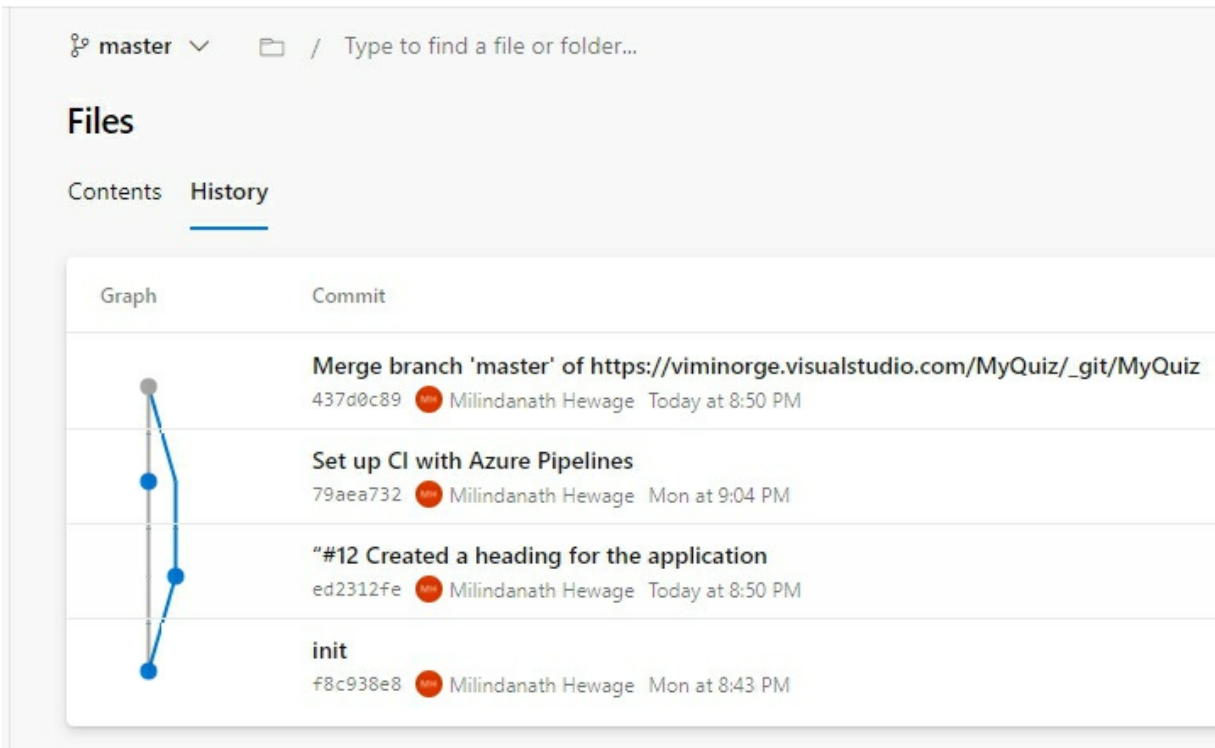 master / Type to find a file or folder...
Files
Contents History
Graph Commit
Merge branch 'master' of https://viminorge.visualstudio.com/MyQuiz/_git/MyQuiz
437d0c89 MH Milindanath Hewage Today at 8:50 PM
Set up CI with Azure Pipelines
79aea732 MH Milindanath Hewage Mon at 9:04 PM
“#12 Created a heading for the application
ed2312fe MH Milindanath Hewage Today at 8:50 PM
init
f8c938e8 MH Milindanath Hewage Mon at 8:43 PM